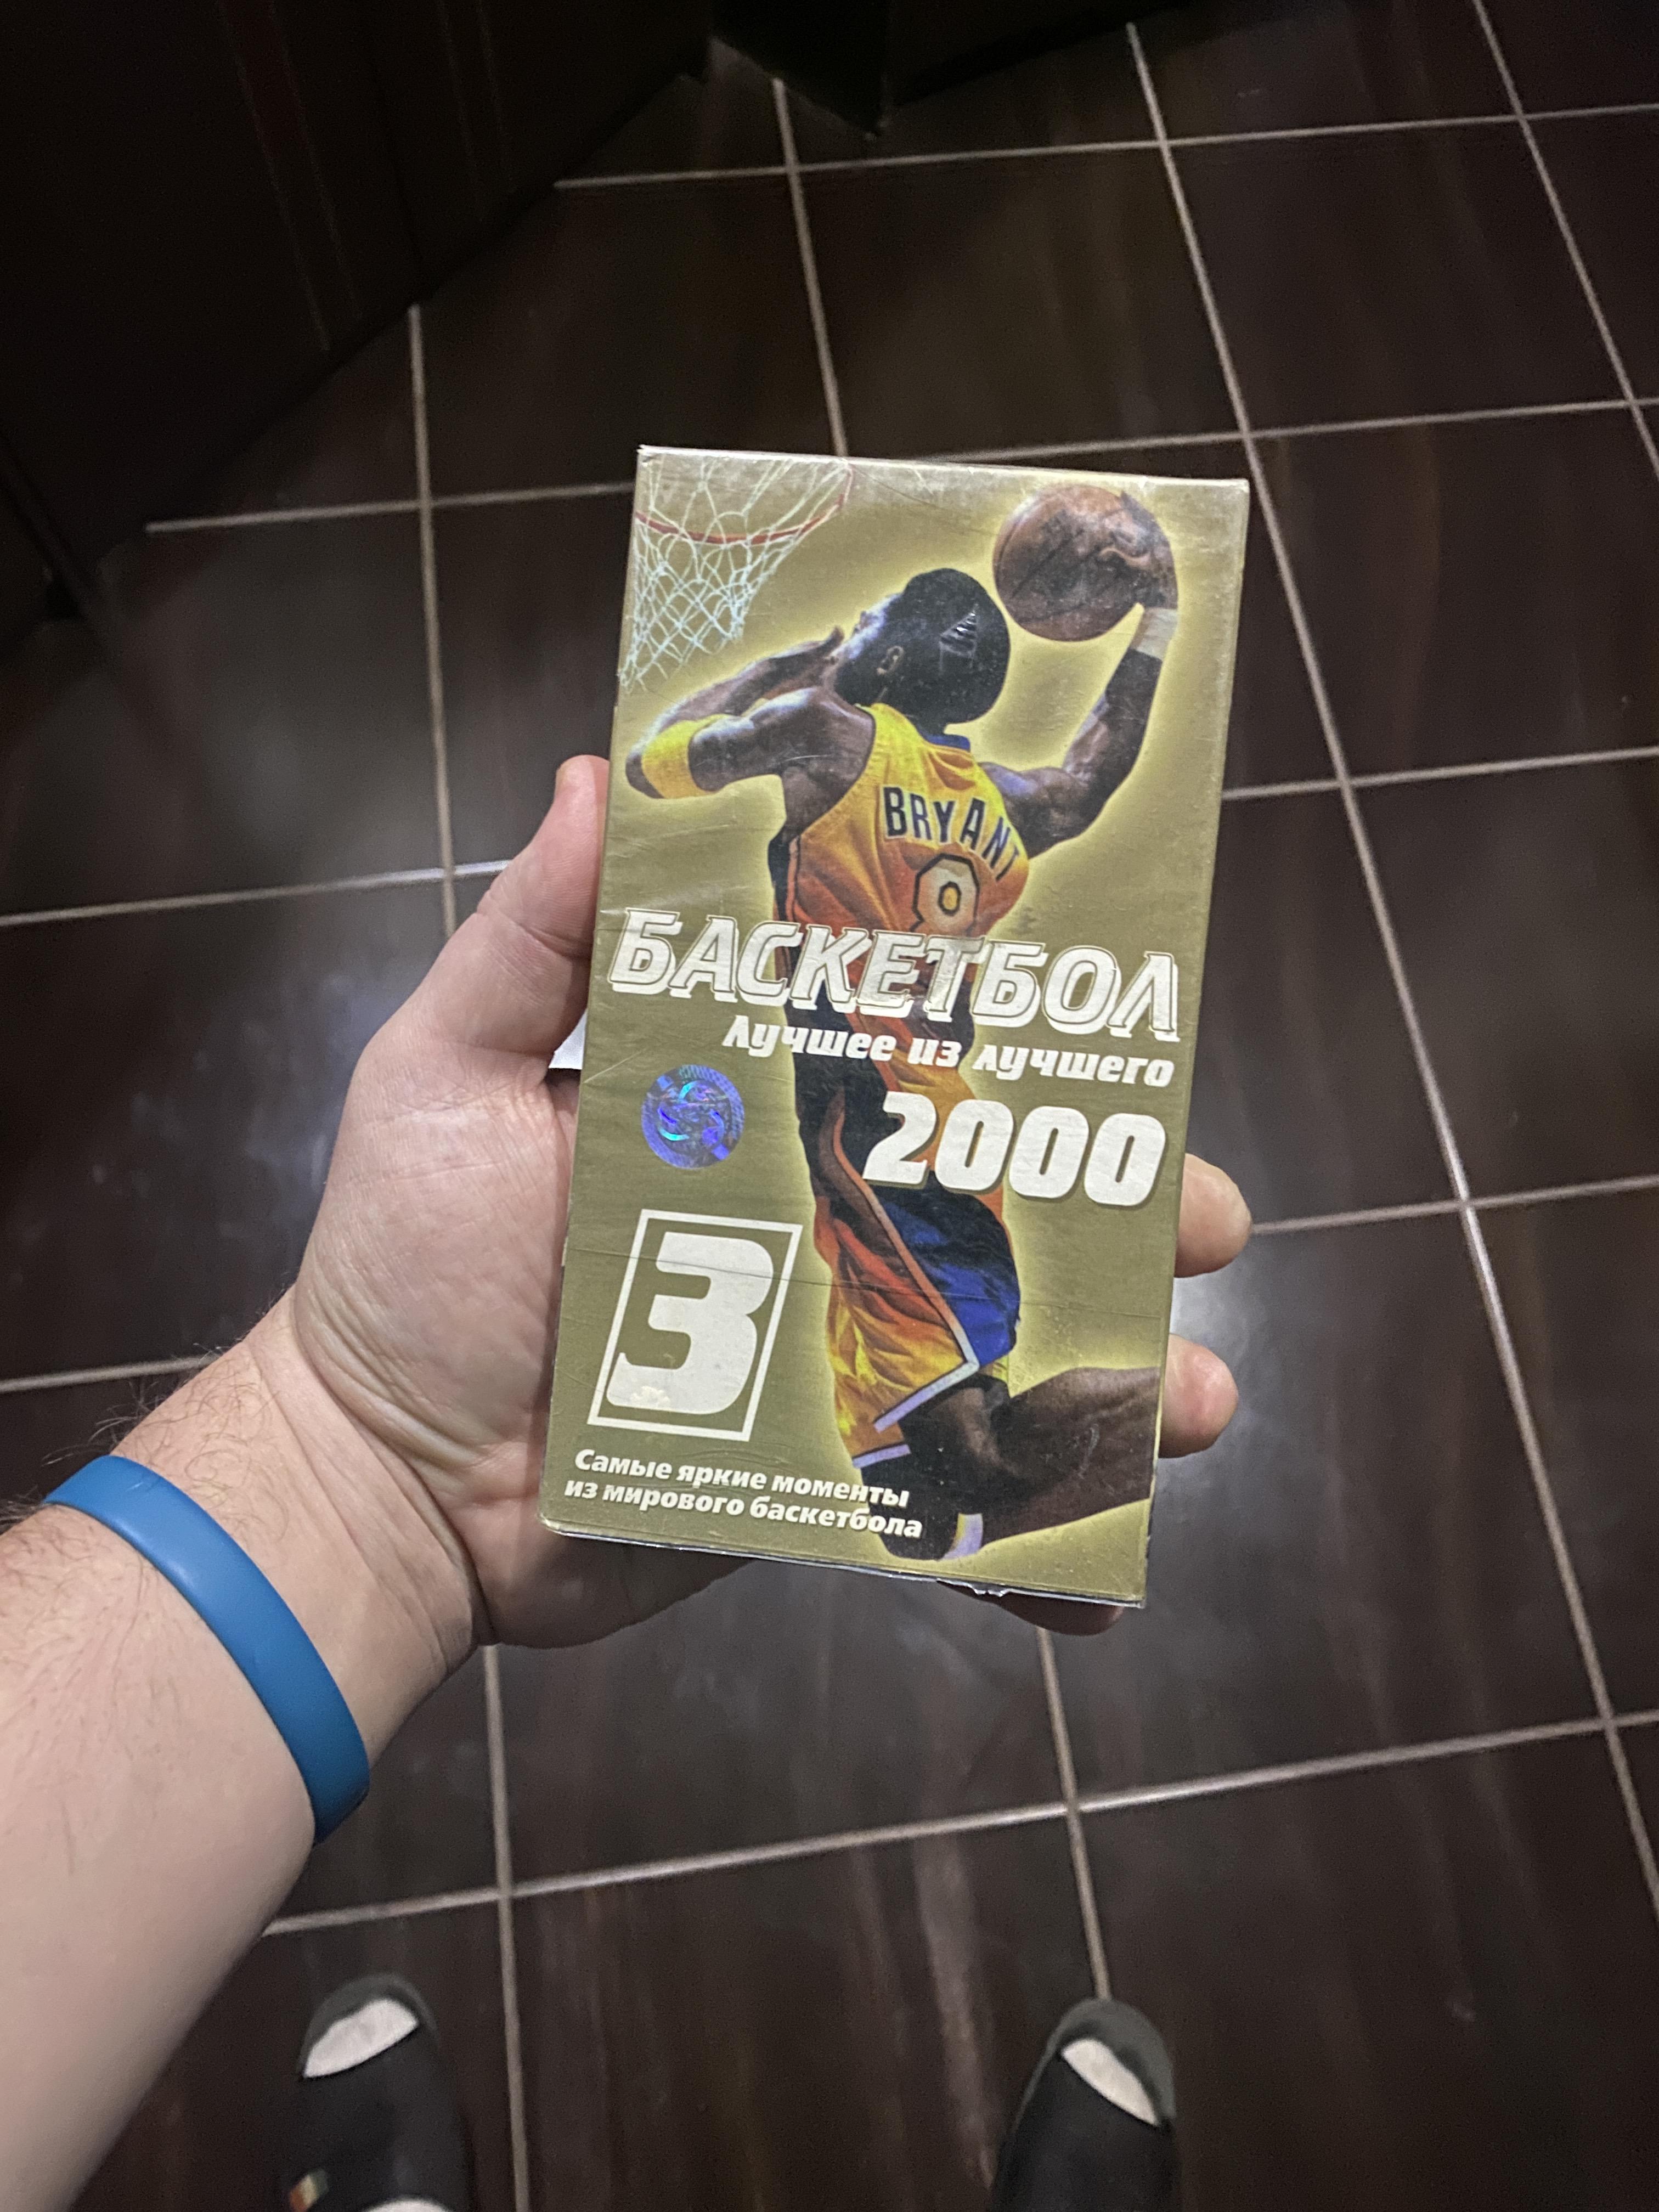 BRYANT
8
БАСКЕТБОЛ
Лучшее из лучшего
2000
3
Самые яркие моменты
из мирового баскетбола